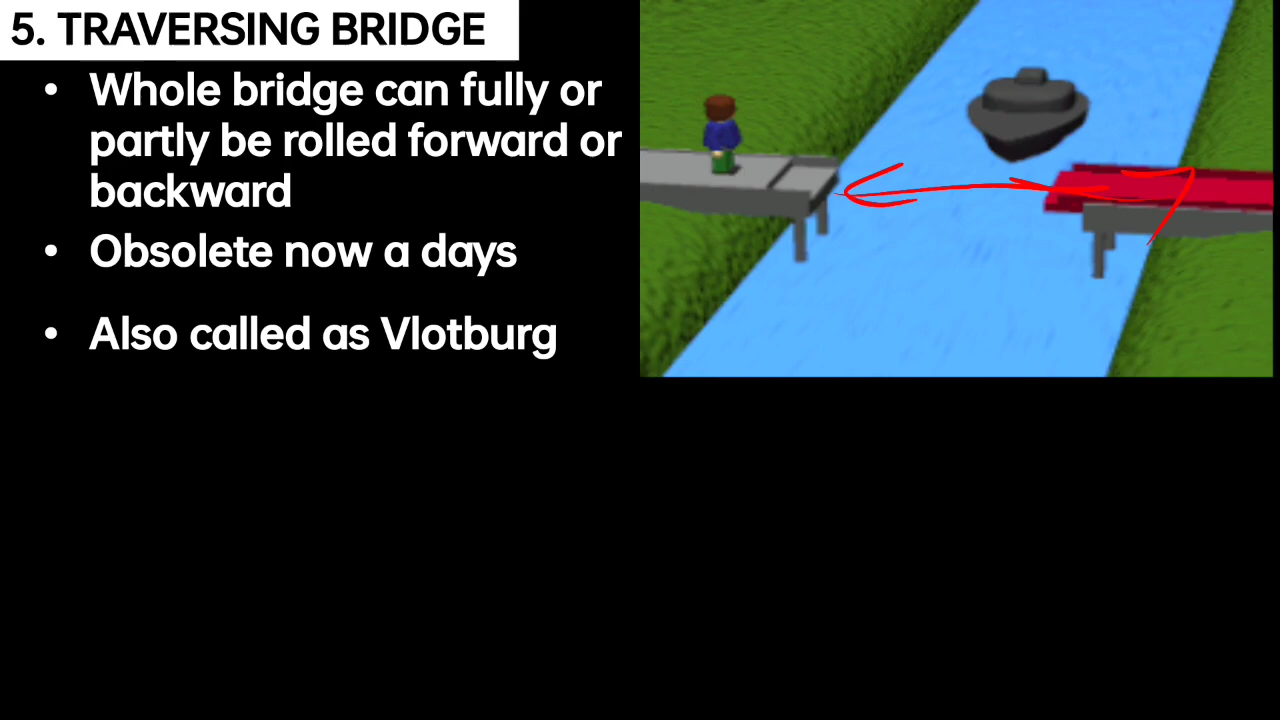 5. TRAVERSING BRIDGE
• Whole bridge can fully or
partly be rolled forward or
backward
• Obsolete now a days
• Also called as Vlotburg